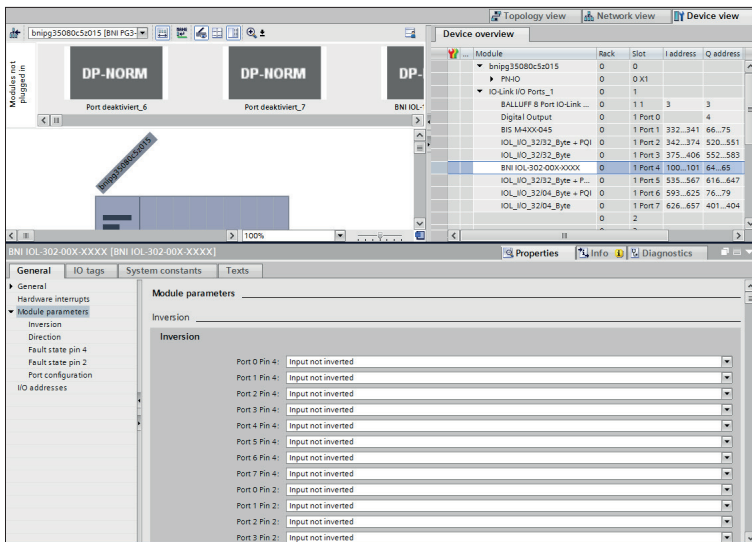 Topology view Network view Device view
bnipg35080c5z015 [BNI PG3-
Device overview
Modules not plugged in
DP-NORM DP-NORM DP-
Port deaktiviert_6 Port deaktiviert_7 BNI IOL-
... Module Rack Slot I address Q address
bnipg35080c5z015 0 0
PN-IO 0 0 X1
IO-Link I/O Ports_1 0 1
BALLUFF 8 Port IO-Link ... 0 1 1 3 3
Digital Output 0 1 Port 0 4
BIS M-4XX-045 0 1 Port 1 332...341 66...75
IOL_I/O_32/32_Byte + PQI 0 1 Port 2 342...374 520...551
IOL_I/O_32/32_Byte 0 1 Port 3 375...406 552...583
BNI IOL-302-00X-XXXX 0 1 Port 4 100...101 64...65
IOL_I/O_32/32_Byte + P... 0 1 Port 5 535...567 616...647
IOL_I/O_32/04_Byte + PQI 0 1 Port 6 593...625 76...79
IOL_I/O_32/04_Byte 0 1 Port 7 626...657 401...404
0 2
bnipg35080c5z015
100%
BNI IOL-302-00X-XXXX [BNI IOL-302-00X-XXXX]
Properties Info Diagnostics
General IO tags System constants Texts
General
Hardware interrupts
Module parameters
Inversion
Direction
Fault state pin 4
Fault state pin 2
Port configuration
I/O addresses
Module parameters
Inversion
Inversion
Port 0 Pin 4: Input not inverted
Port 1 Pin 4: Input not inverted
Port 2 Pin 4: Input not inverted
Port 3 Pin 4: Input not inverted
Port 4 Pin 4: Input not inverted
Port 5 Pin 4: Input not inverted
Port 6 Pin 4: Input not inverted
Port 7 Pin 4: Input not inverted
Port 0 Pin 2: Input not inverted
Port 1 Pin 2: Input not inverted
Port 2 Pin 2: Input not inverted
Port 3 Pin 2: Input not inverted